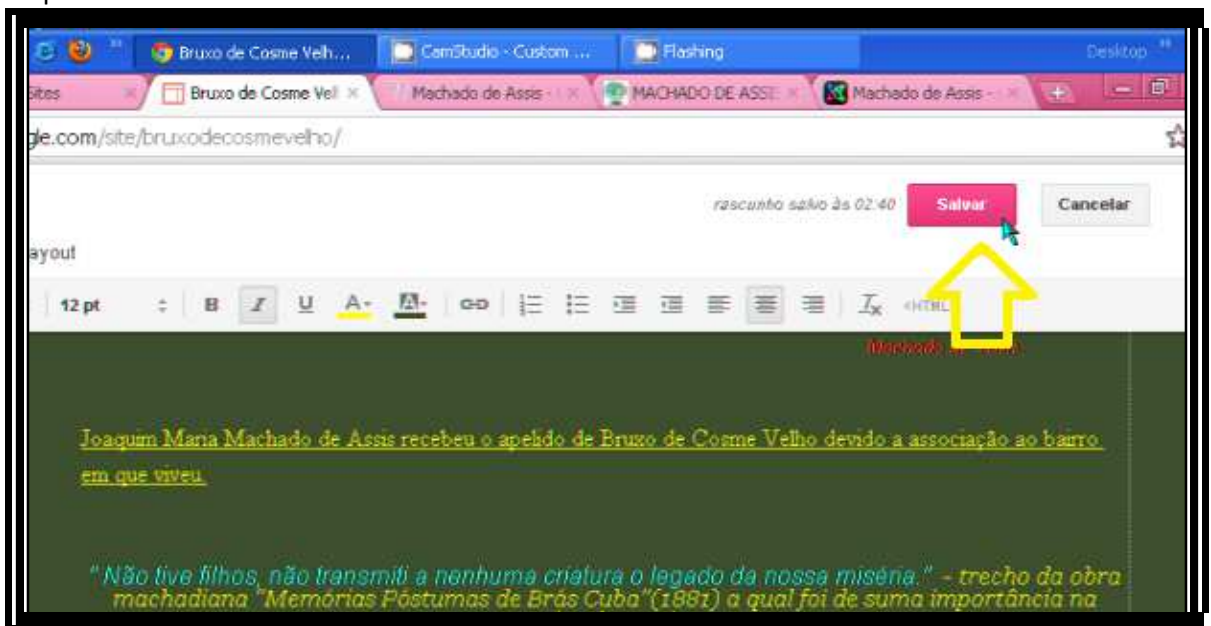 Bruxo de Cosme Velh... CamStudio - Custom ... Flashing Desktop
Sites Bruxo de Cosme Vel Machado de Assis - MACHADO DE ASSI Machado de Assis -
gle.com/site/bruxodecosmevelho/
rascunho salvo às 02:40 Salvar Cancelar
ayout
12 pt B I U A A <HTML
Machado
Joaquim Maria Machado de Assis recebeu o apelido de Bruxo de Cosme Velho devido a associação ao bairro
em que viveu.
"Não tive filhos, não transmiti a nenhuma criatura o legado da nossa miséria." - trecho da obra
machadiana "Memórias Póstumas de Brás Cuba"(1881) a qual foi de suma importância na